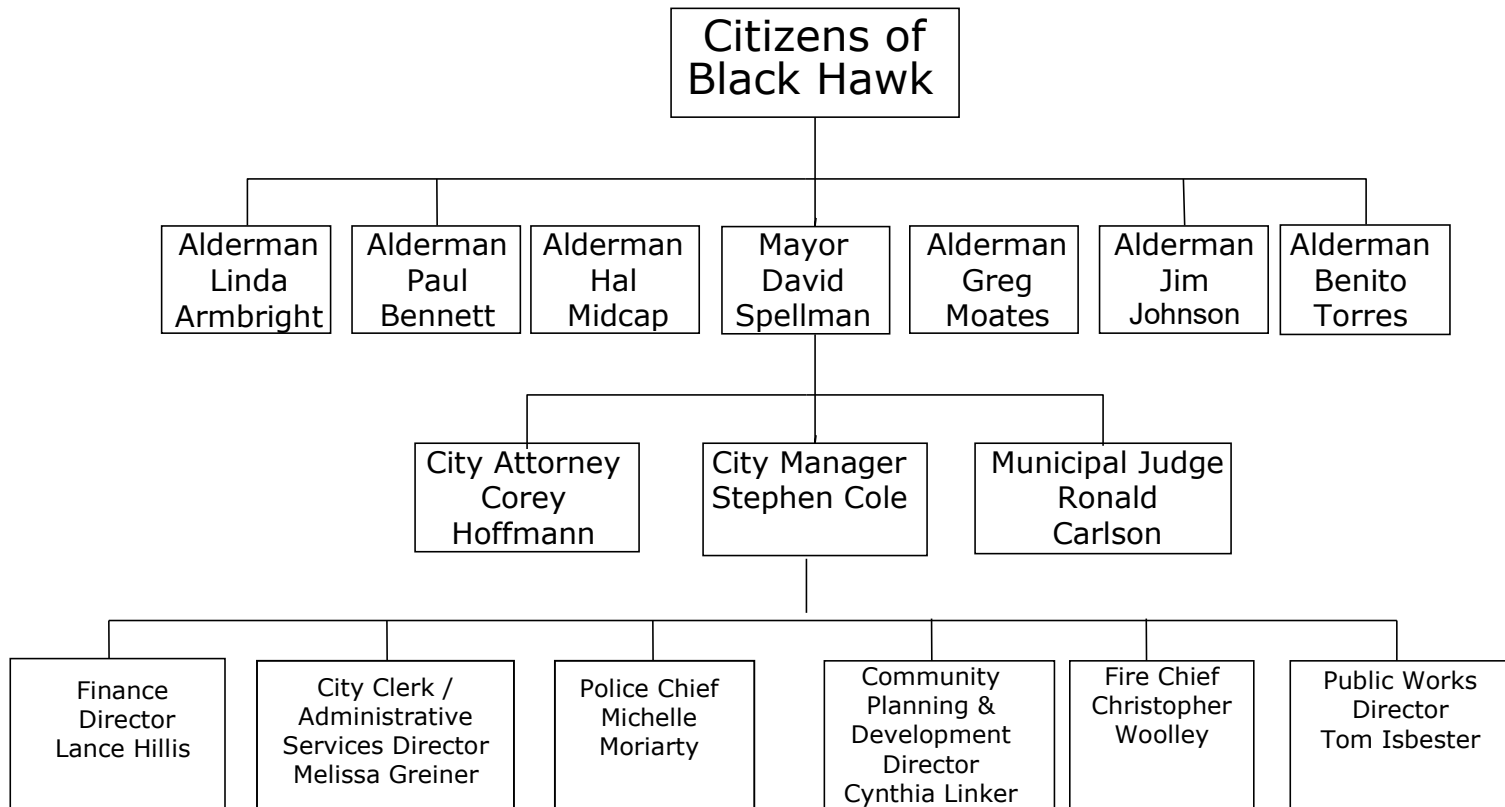 Citizens of
Black Hawk
Alderman
Linda
Armbright
Alderman
Paul
Bennett
Alderman
Hal
Midcap
Mayor
David
Spellman
Alderman
Greg
Moates
Alderman
Jim
Johnson
Alderman
Benito
Torres
City Attorney
Corey
Hoffmann
City Manager
Stephen Cole
Municipal Judge
Ronald
Carlson
Finance
Director
Lance Hillis
City Clerk /
Administrative
Services Director
Melissa Greiner
Police Chief
Michelle
Moriarty
Community
Planning &
Development
Director
Cynthia Linker
Fire Chief
Christopher
Woolley
Public Works
Director
Tom Isbester